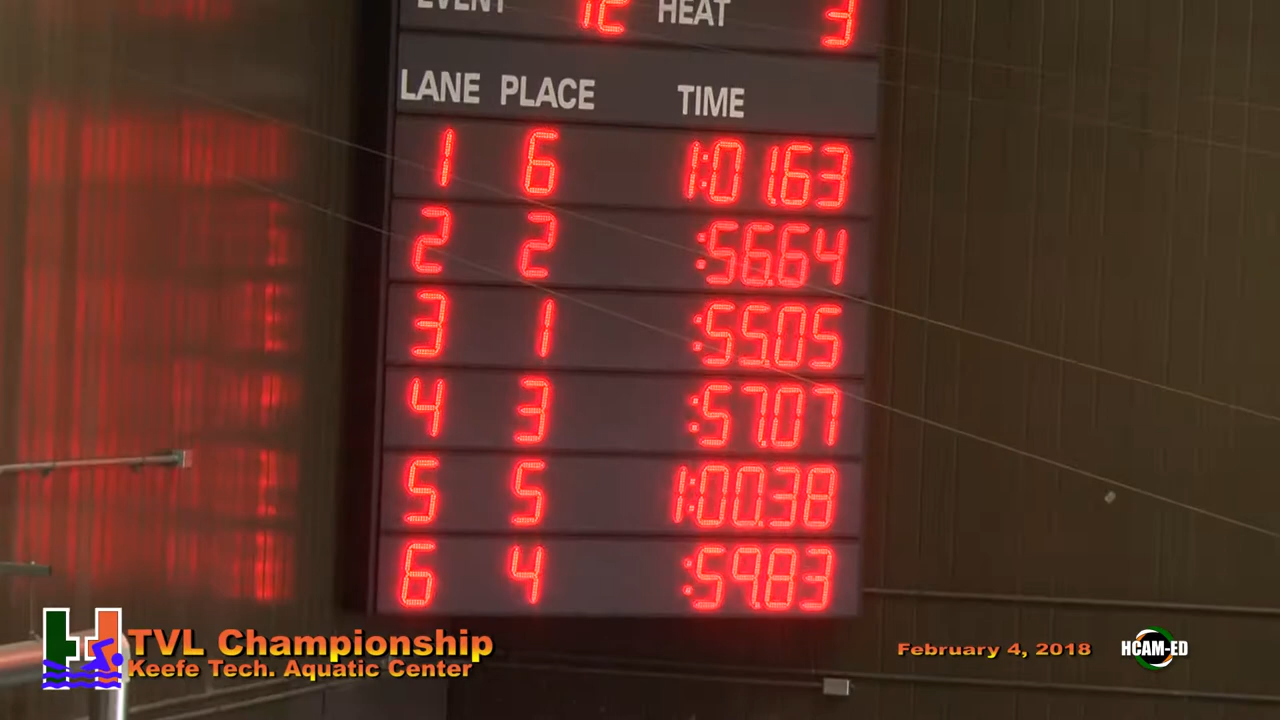 EVENT 12 HEAT 3
LANE PLACE TIME
1 6 1:01.63
2 2 :56.64
3 1 :55.05
4 3 :57.07
5 5 1:00.38
6 4 :59.83
TVL Championship
Keefe Tech. Aquatic Center
February 4, 2018
HCAM-ED